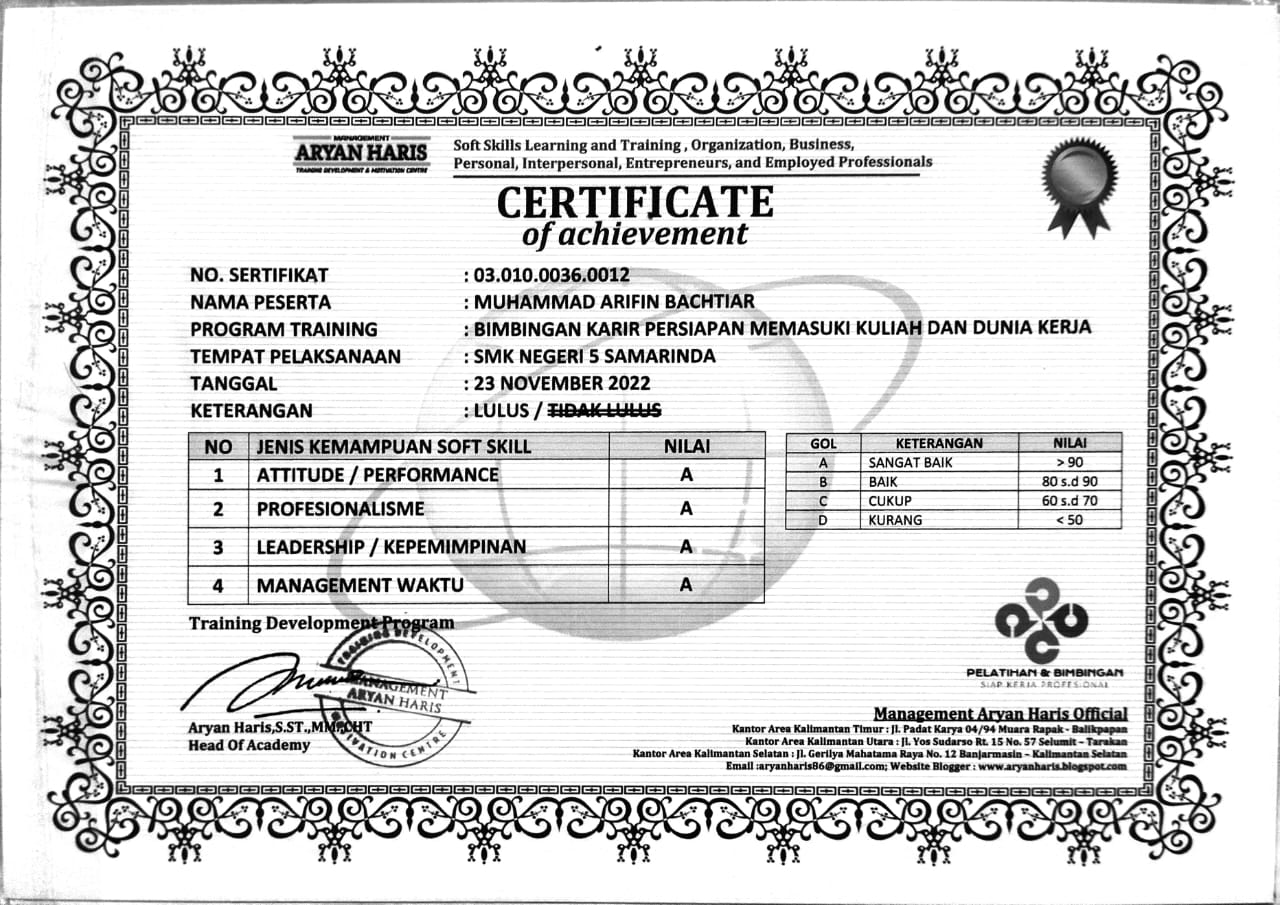 MANAGEMENT
ARYAN HARIS
TRAINING DEVELOPMENT & MOTIVATION CENTRE
Soft Skills Learning and Training , Organization, Business,
Personal, Interpersonal, Entrepreneurs, and Employed Professionals
CERTIFICATE
of achievement
NO. SERTIFIKAT : 03.010.0036.0012
NAMA PESERTA : MUHAMMAD ARIFIN BACHTIAR
PROGRAM TRAINING : BIMBINGAN KARIR PERSIAPAN MEMASUKI KULIAH DAN DUNIA KERJA
TEMPAT PELAKSANAAN : SMK NEGERI 5 SAMARINDA
TANGGAL : 23 NOVEMBER 2022
KETERANGAN : LULUS / TIDAK LULUS
NO JENIS KEMAMPUAN SOFT SKILL NILAI
1 ATTITUDE / PERFORMANCE A
2 PROFESIONALISME A
3 LEADERSHIP / KEPEMIMPINAN A
4 MANAGEMENT WAKTU A
GOL KETERANGAN NILAI
A SANGAT BAIK > 90
B BAIK 80 s.d 90
C CUKUP 60 s.d 70
D KURANG < 50
Training Development Program
TRAINING DEVELOPMENT
MANAGEMENT
ARYAN HARIS
MOTIVATION CENTRE
Aryan Haris,S.ST.,MM,CHT
Head Of Academy
PELATIHAN & BIMBINGAN
SIAP KERJA PROFESIONAL
Management Aryan Haris Official
Kantor Area Kalimantan Timur : Jl. Padat Karya 04/94 Muara Rapak - Balikpapan
Kantor Area Kalimantan Utara : Jl. Yos Sudarso Rt. 15 No. 57 Selumit – Tarakan
Kantor Area Kalimantan Selatan : Jl. Gerilya Mahatama Raya No. 12 Banjarmasin – Kalimantan Selatan
Email :aryanharis86@gmail.com; Website Blogger : www.aryanharis.blogspot.com